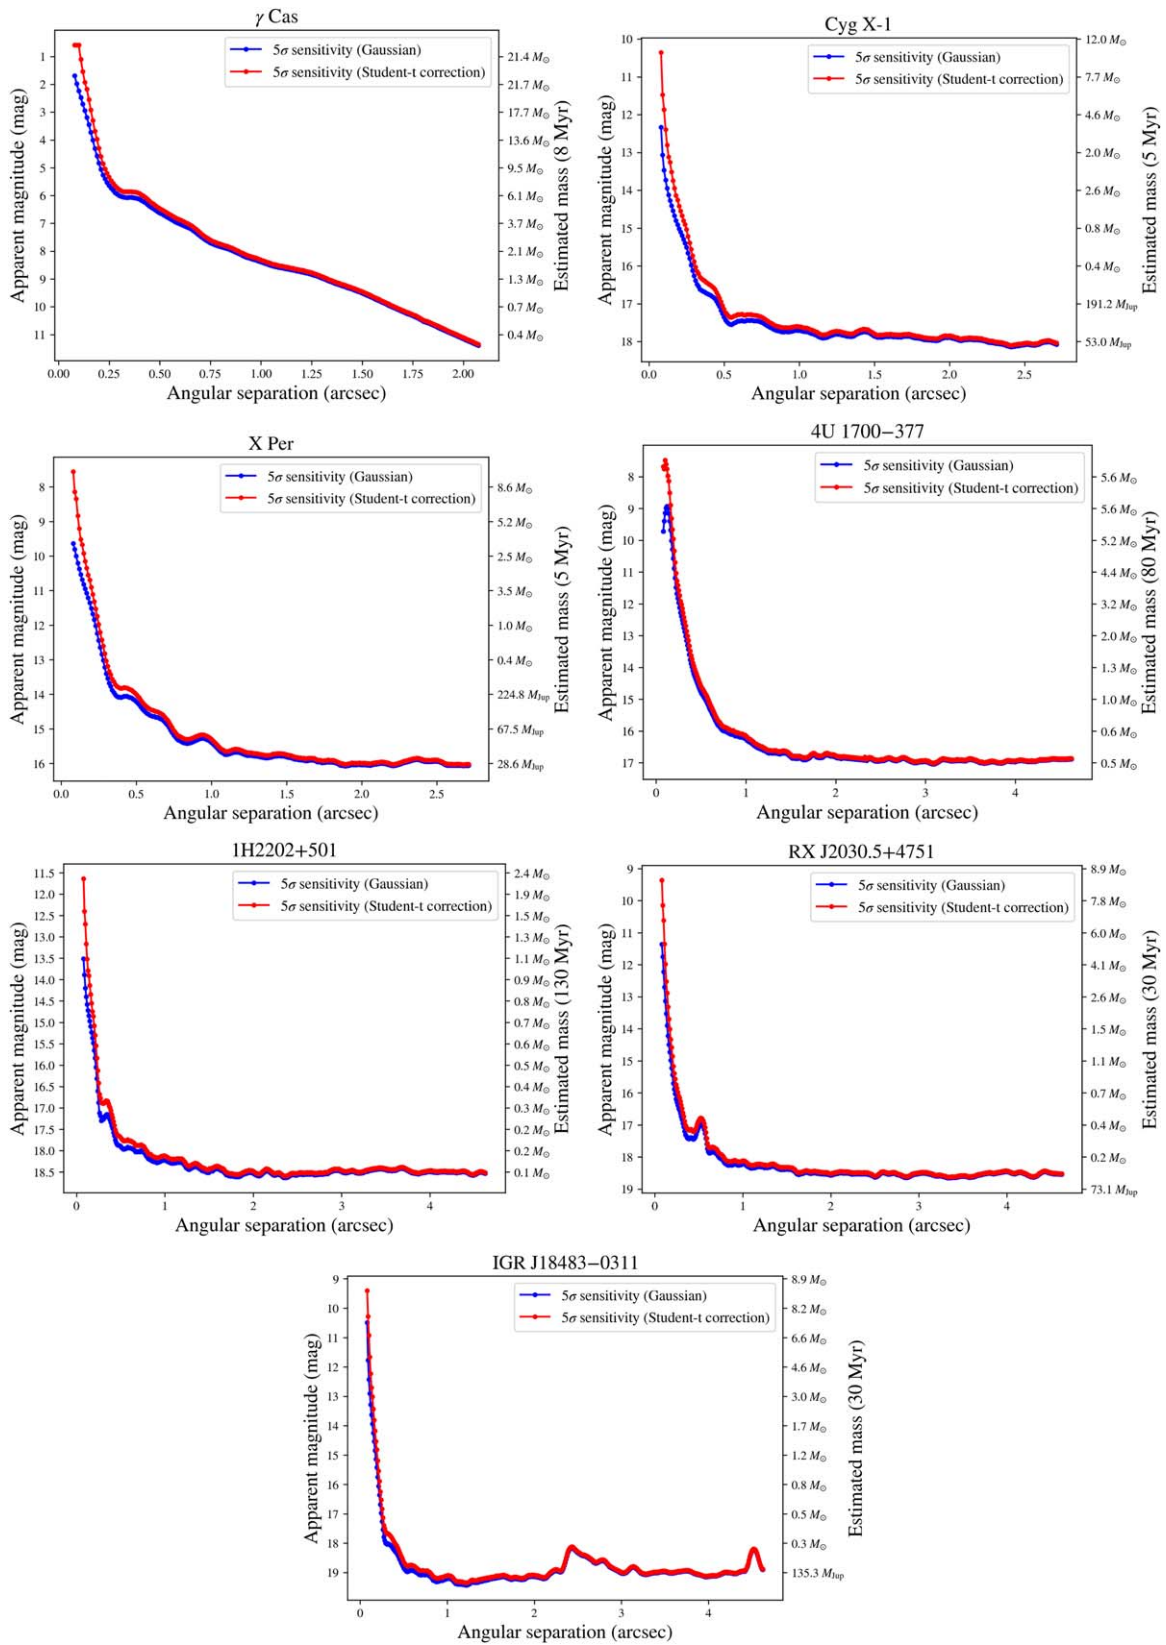 γ Cas
5σ sensitivity (Gaussian)
5σ sensitivity (Student-t correction)
Apparent magnitude (mag)
1
2
3
4
5
6
7
8
9
10
11
21.4 M⊙
21.7 M⊙
17.7 M⊙
13.6 M⊙
9.5 M⊙
6.1 M⊙
3.7 M⊙
2.1 M⊙
1.3 M⊙
0.7 M⊙
0.4 M⊙
Estimated mass (8 Myr)
0.00 0.25 0.50 0.75 1.00 1.25 1.50 1.75 2.00
Angular separation (arcsec)
Cyg X-1
5σ sensitivity (Gaussian)
5σ sensitivity (Student-t correction)
Apparent magnitude (mag)
10
11
12
13
14
15
16
17
18
12.0 M⊙
7.7 M⊙
4.6 M⊙
2.0 M⊙
2.6 M⊙
0.8 M⊙
0.4 M⊙
191.2 MJup
53.0 MJup
Estimated mass (5 Myr)
0.0 0.5 1.0 1.5 2.0 2.5
Angular separation (arcsec)
X Per
5σ sensitivity (Gaussian)
5σ sensitivity (Student-t correction)
Apparent magnitude (mag)
8
9
10
11
12
13
14
15
16
8.6 M⊙
5.2 M⊙
2.5 M⊙
3.5 M⊙
1.0 M⊙
0.4 M⊙
224.8 MJup
67.5 MJup
28.6 MJup
Estimated mass (5 Myr)
0.0 0.5 1.0 1.5 2.0 2.5
Angular separation (arcsec)
4U 1700−377
5σ sensitivity (Gaussian)
5σ sensitivity (Student-t correction)
Apparent magnitude (mag)
8
9
10
11
12
13
14
15
16
17
5.6 M⊙
5.6 M⊙
5.2 M⊙
4.4 M⊙
3.2 M⊙
2.0 M⊙
1.3 M⊙
1.0 M⊙
0.6 M⊙
0.5 M⊙
Estimated mass (80 Myr)
0 1 2 3 4
Angular separation (arcsec)
1H2202+501
5σ sensitivity (Gaussian)
5σ sensitivity (Student-t correction)
Apparent magnitude (mag)
11.5
12.0
12.5
13.0
13.5
14.0
14.5
15.0
15.5
16.0
16.5
17.0
17.5
18.0
18.5
2.4 M⊙
1.9 M⊙
1.5 M⊙
1.3 M⊙
1.1 M⊙
0.9 M⊙
0.8 M⊙
0.7 M⊙
0.6 M⊙
0.5 M⊙
0.4 M⊙
0.3 M⊙
0.2 M⊙
0.2 M⊙
0.1 M⊙
Estimated mass (130 Myr)
0 1 2 3 4
Angular separation (arcsec)
RX J2030.5+4751
5σ sensitivity (Gaussian)
5σ sensitivity (Student-t correction)
Apparent magnitude (mag)
9
10
11
12
13
14
15
16
17
18
19
8.9 M⊙
7.8 M⊙
6.0 M⊙
4.1 M⊙
2.6 M⊙
1.5 M⊙
1.1 M⊙
0.7 M⊙
0.4 M⊙
0.2 M⊙
73.1 MJup
Estimated mass (30 Myr)
0 1 2 3 4
Angular separation (arcsec)
IGR J18483−0311
5σ sensitivity (Gaussian)
5σ sensitivity (Student-t correction)
Apparent magnitude (mag)
9
10
11
12
13
14
15
16
17
18
19
8.9 M⊙
8.2 M⊙
6.6 M⊙
4.6 M⊙
3.0 M⊙
1.7 M⊙
1.2 M⊙
0.8 M⊙
0.5 M⊙
0.3 M⊙
135.3 MJup
Estimated mass (30 Myr)
0 1 2 3 4
Angular separation (arcsec)